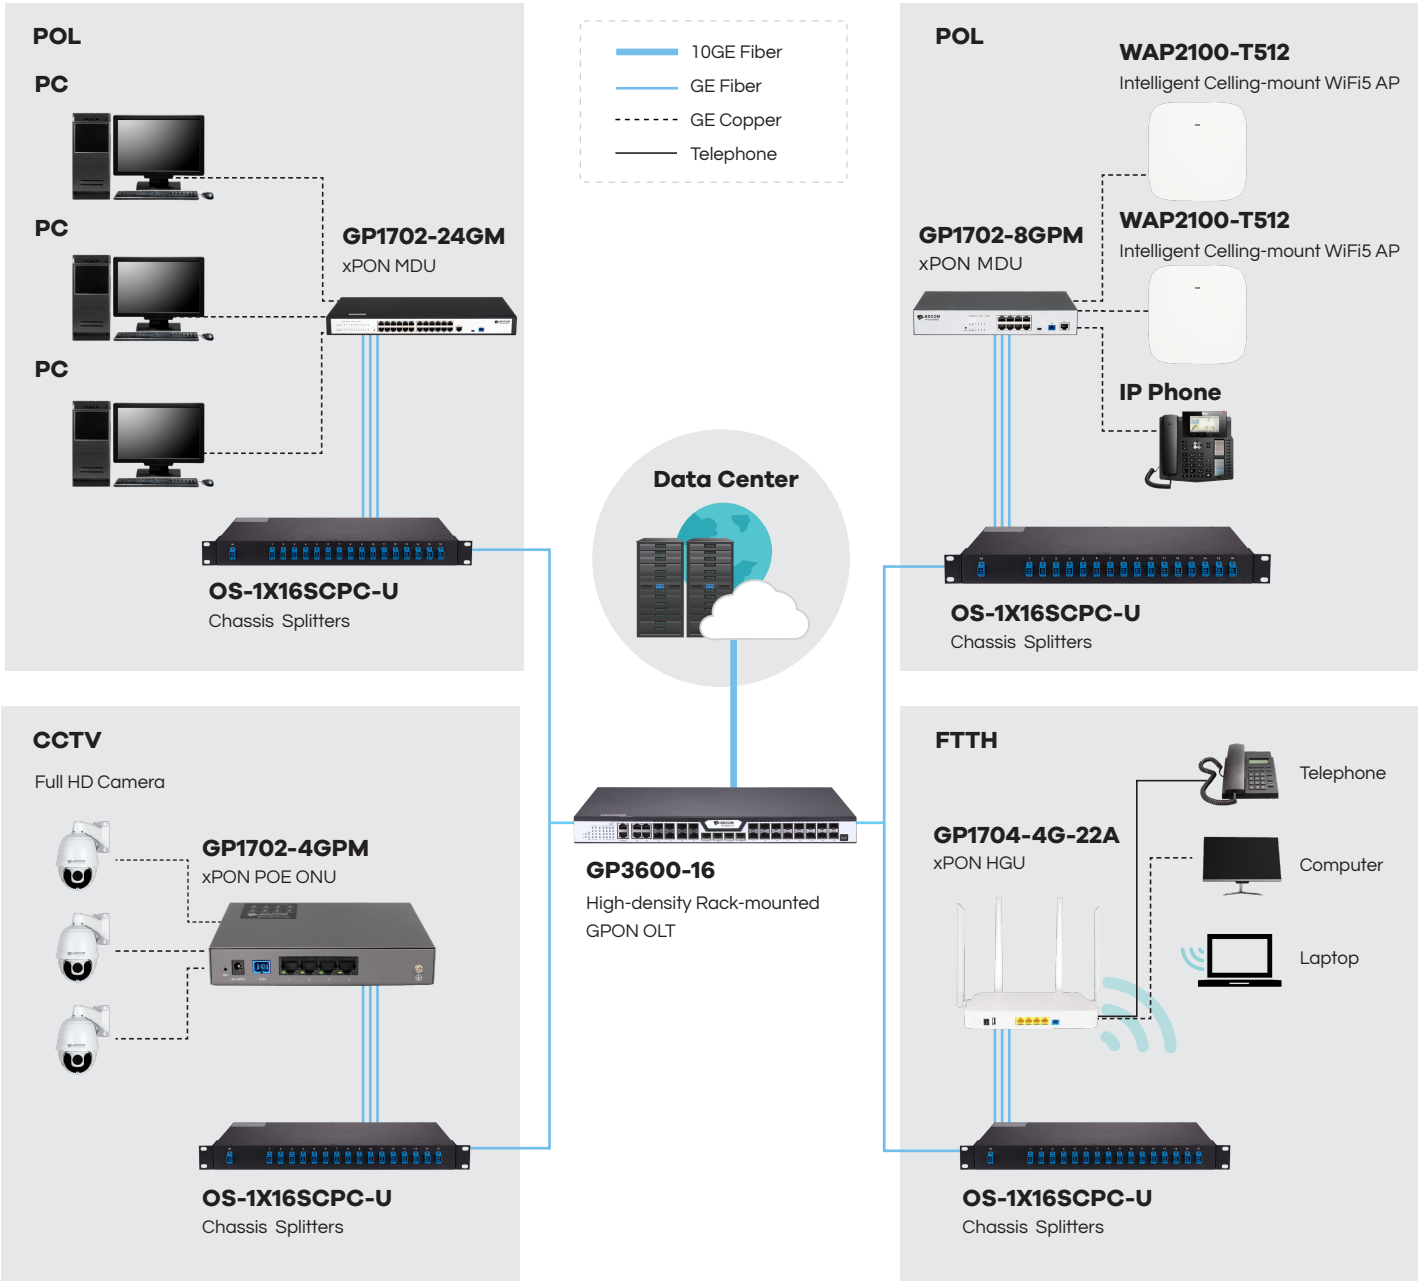 POL
PC
PC
GP1702-24GM
xPON MDU
PC
OS-1X16SCPC-U
Chassis Splitters
10GE Fiber
GE Fiber
GE Copper
Telephone
POL
WAP2100-T512
Intelligent Celling-mount WiFi5 AP
WAP2100-T512
Intelligent Celling-mount WiFi5 AP
GP1702-8GPM
xPON MDU
IP Phone
OS-1X16SCPC-U
Chassis Splitters
Data Center
GP3600-16
High-density Rack-mounted
GPON OLT
CCTV
Full HD Camera
GP1702-4GPM
xPON POE ONU
OS-1X16SCPC-U
Chassis Splitters
FTTH
Telephone
GP1704-4G-22A
xPON HGU
Computer
Laptop
OS-1X16SCPC-U
Chassis Splitters